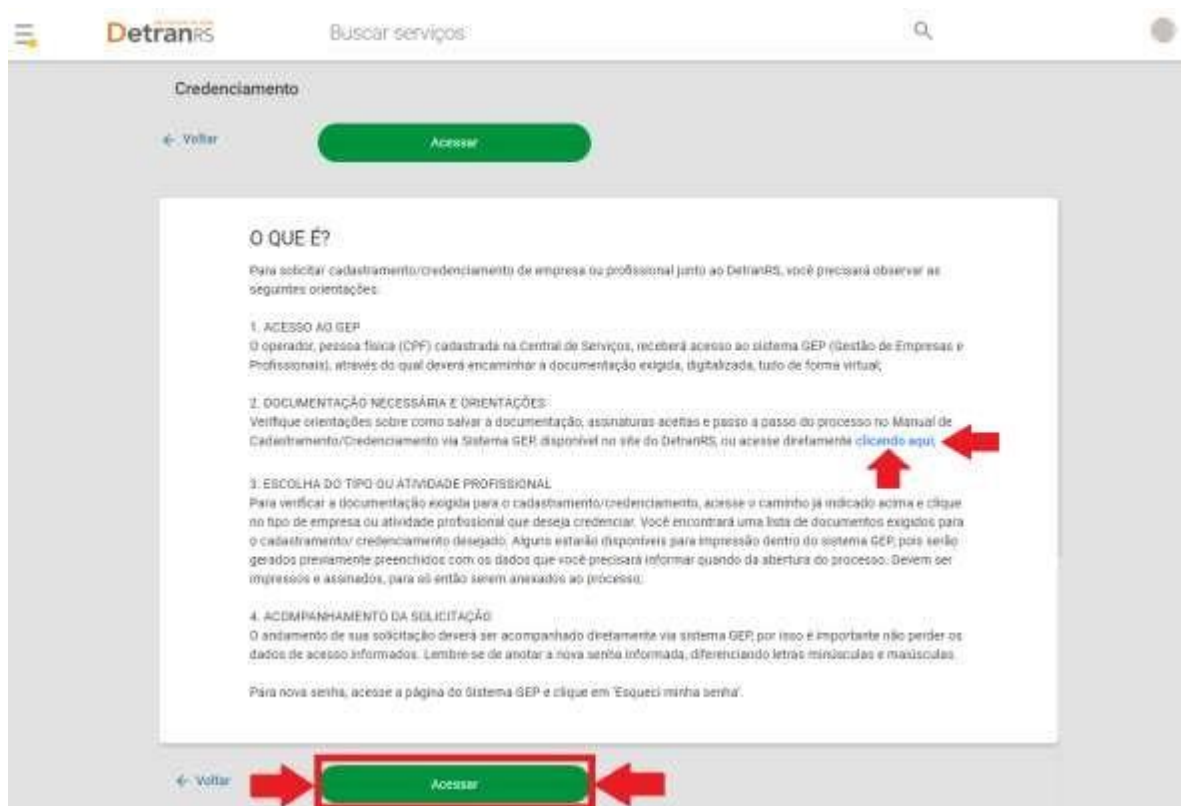 DetranRS
Buscar serviços
Credenciamento
← Voltar
Acessar
O QUE É?
Para solicitar cadastramento/credenciamento de empresa ou profissional junto ao DetranRS, você precisará observar as
seguintes orientações:
1. ACESSO AO GEP
O operador, pessoa física (CPF) cadastrada na Central de Serviços, receberá acesso ao sistema GEP (Gestão de Empresas e
Profissionais), através do qual deverá encaminhar a documentação exigida, digitalizada, tudo de forma virtual;
2. DOCUMENTAÇÃO NECESSÁRIA E ORIENTAÇÕES
Verifique orientações sobre como salvar a documentação, assinaturas aceitas e passo a passo do processo no Manual de
Cadastramento/Credenciamento via Sistema GEP, disponível no site do DetranRS, ou acesse diretamente clicando aqui;
3. ESCOLHA DO TIPO OU ATIVIDADE PROFISSIONAL
Para verificar a documentação exigida para o cadastramento/credenciamento, acesse o caminho já indicado acima e clique
no tipo de empresa ou atividade profissional que deseja credenciar. Você encontrará uma lista de documentos exigidos para
o cadastramento/ credenciamento desejado. Alguns estarão disponíveis para impressão dentro do sistema GEP, pois serão
gerados previamente preenchidos com os dados que você precisará informar quando da abertura do processo. Devem ser
impressos e assinados, para só então serem anexados ao processo;
4. ACOMPANHAMENTO DA SOLICITAÇÃO
O andamento de sua solicitação deverá ser acompanhado diretamente via sistema GEP, por isso é importante não perder os
dados de acesso informados. Lembre-se de anotar a nova senha informada, diferenciando letras minúsculas e maiúsculas.
Para nova senha, acesse a página do Sistema GEP e clique em 'Esqueci minha senha'.
← Voltar
Acessar